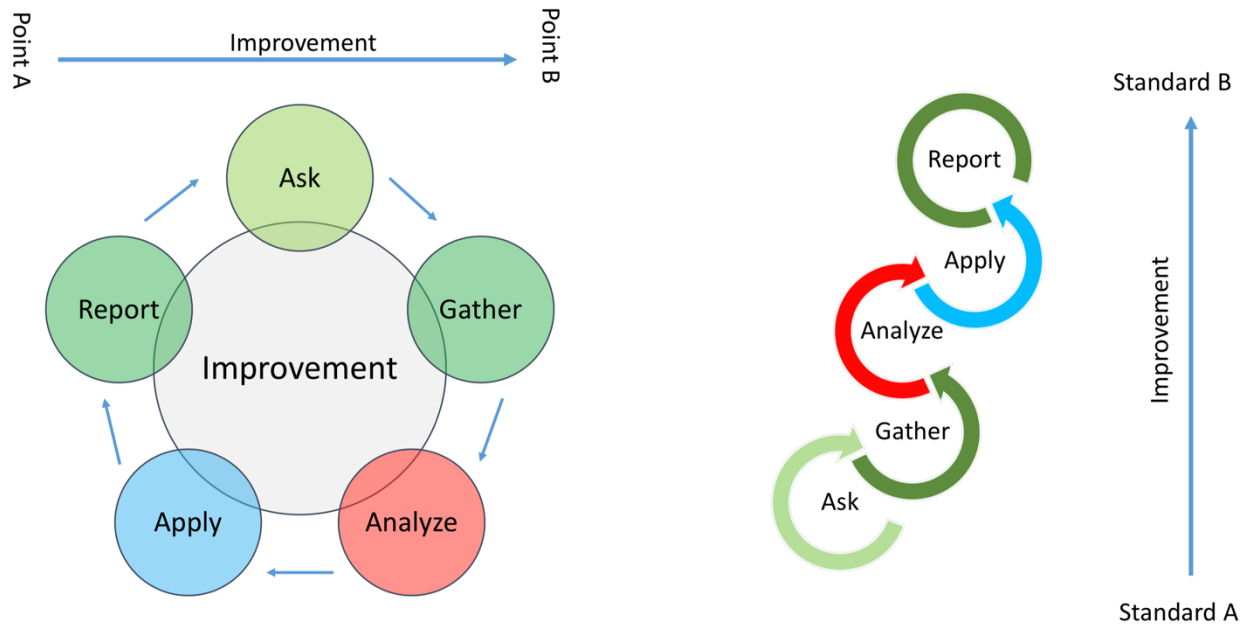 Point A
Improvement
Point B
Ask
Report
Gather
Improvement
Apply
Analyze
Standard B
Report
Apply
Analyze
Improvement
Gather
Ask
Standard A